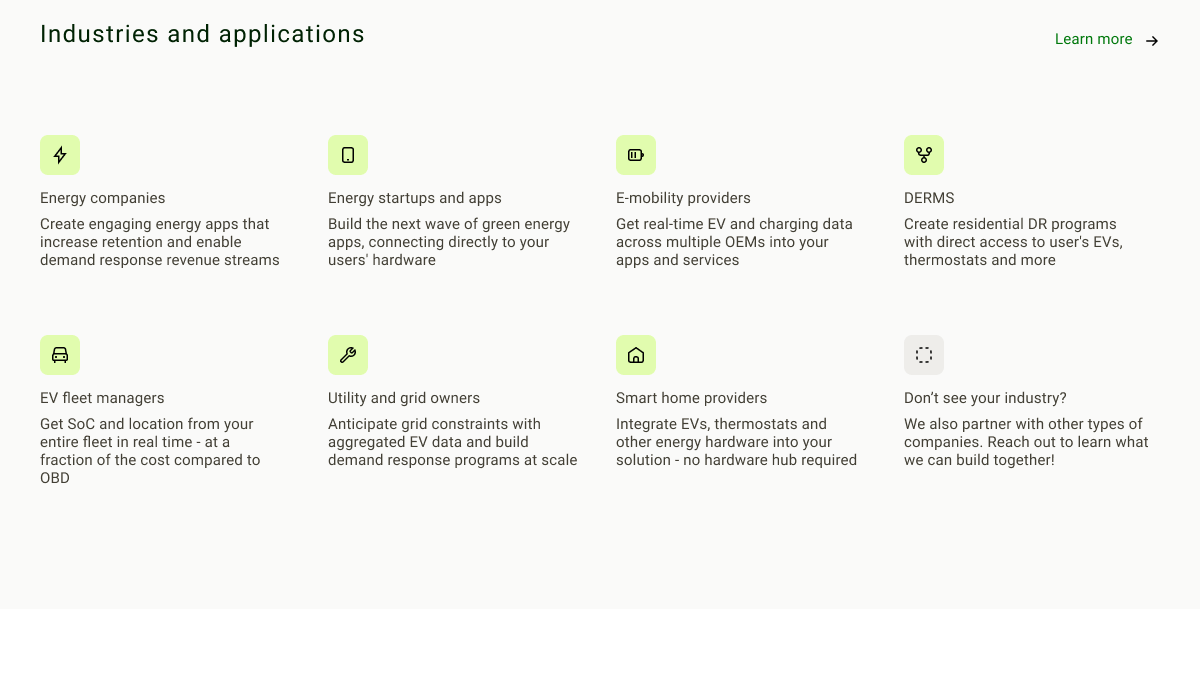 Industries and applications
Learn more
Energy companies
Create engaging energy apps that
increase retention and enable
demand response revenue streams
Energy startups and apps
Build the next wave of green energy
apps, connecting directly to your
users' hardware
E-mobility providers
Get real-time EV and charging data
across multiple OEMs into your
apps and services
DERMS
Create residential DR programs
with direct access to user's EVs,
thermostats and more
EV fleet managers
Get SoC and location from your
entire fleet in real time - at a
fraction of the cost compared to
OBD
Utility and grid owners
Anticipate grid constraints with
aggregated EV data and build
demand response programs at scale
Smart home providers
Integrate EVs, thermostats and
other energy hardware into your
solution - no hardware hub required
Don’t see your industry?
We also partner with other types of
companies. Reach out to learn what
we can build together!